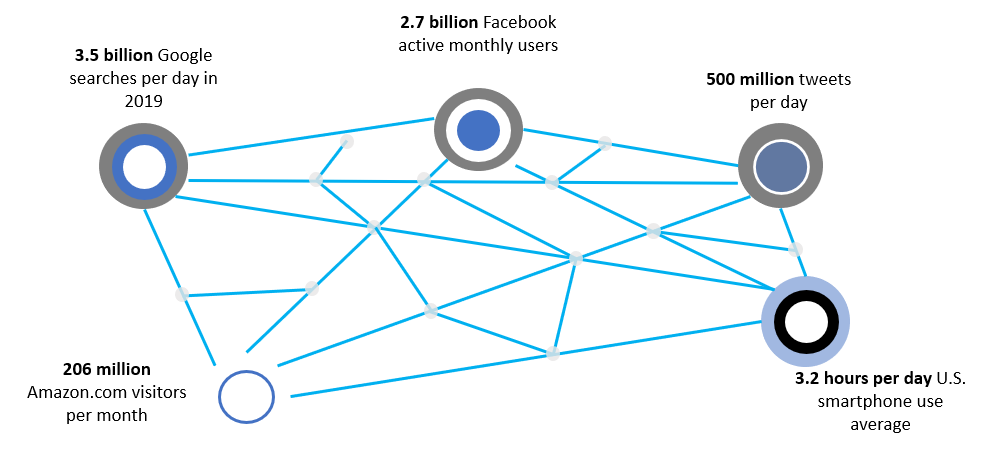 2.7 billion Facebook
active monthly users
3.5 billion Google
searches per day in
2019
500 million tweets
per day
206 million
Amazon.com visitors
per month
3.2 hours per day U.S.
smartphone use
average